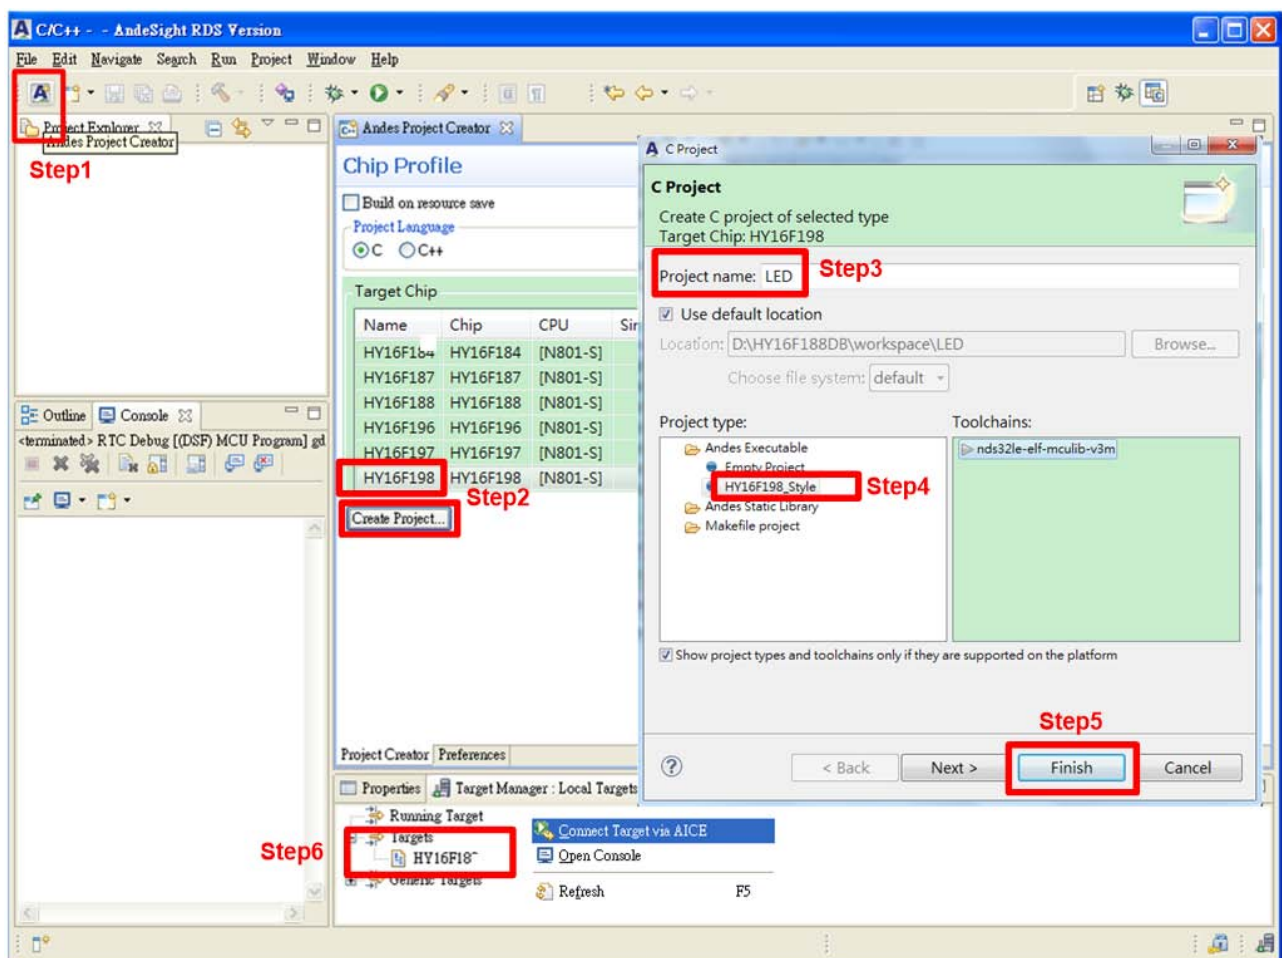 C/C++ - - AndeSight RDS Version
File Edit Navigate Search Run Project Window Help
Project Explorer
Andes Project Creator
Step1
Andes Project Creator
Chip Profile
Build on resource save
Project Language
C C++
Target Chip
Name Chip CPU
HY16F184 HY16F184 [N801-S]
HY16F187 HY16F187 [N801-S]
HY16F188 HY16F188 [N801-S]
HY16F196 HY16F196 [N801-S]
HY16F197 HY16F197 [N801-S]
HY16F198 HY16F198 [N801-S]
Step2
Create Project...
Outline Console
<terminated> RTC Debug [(DSF) MCU Program] gd
C Project
C Project
Create C project of selected type
Target Chip: HY16F198
Project name: LED
Step3
Use default location
Location: D:\HY16F188DB\workspace\LED Browse...
Choose file system: default
Project type: Toolchains:
Andes Executable
Empty Project
HY16F198_Style
Step4
Andes Static Library
Makefile project
nds32le-elf-mculib-v3m
Show project types and toolchains only if they are supported on the platform
Step5
? < Back Next > Finish Cancel
Project Creator Preferences
Properties Target Manager : Local Targets
Running Target
Targets
HY16F18
Step6
Generic Targets
Connect Target via AICE
Open Console
Refresh F5